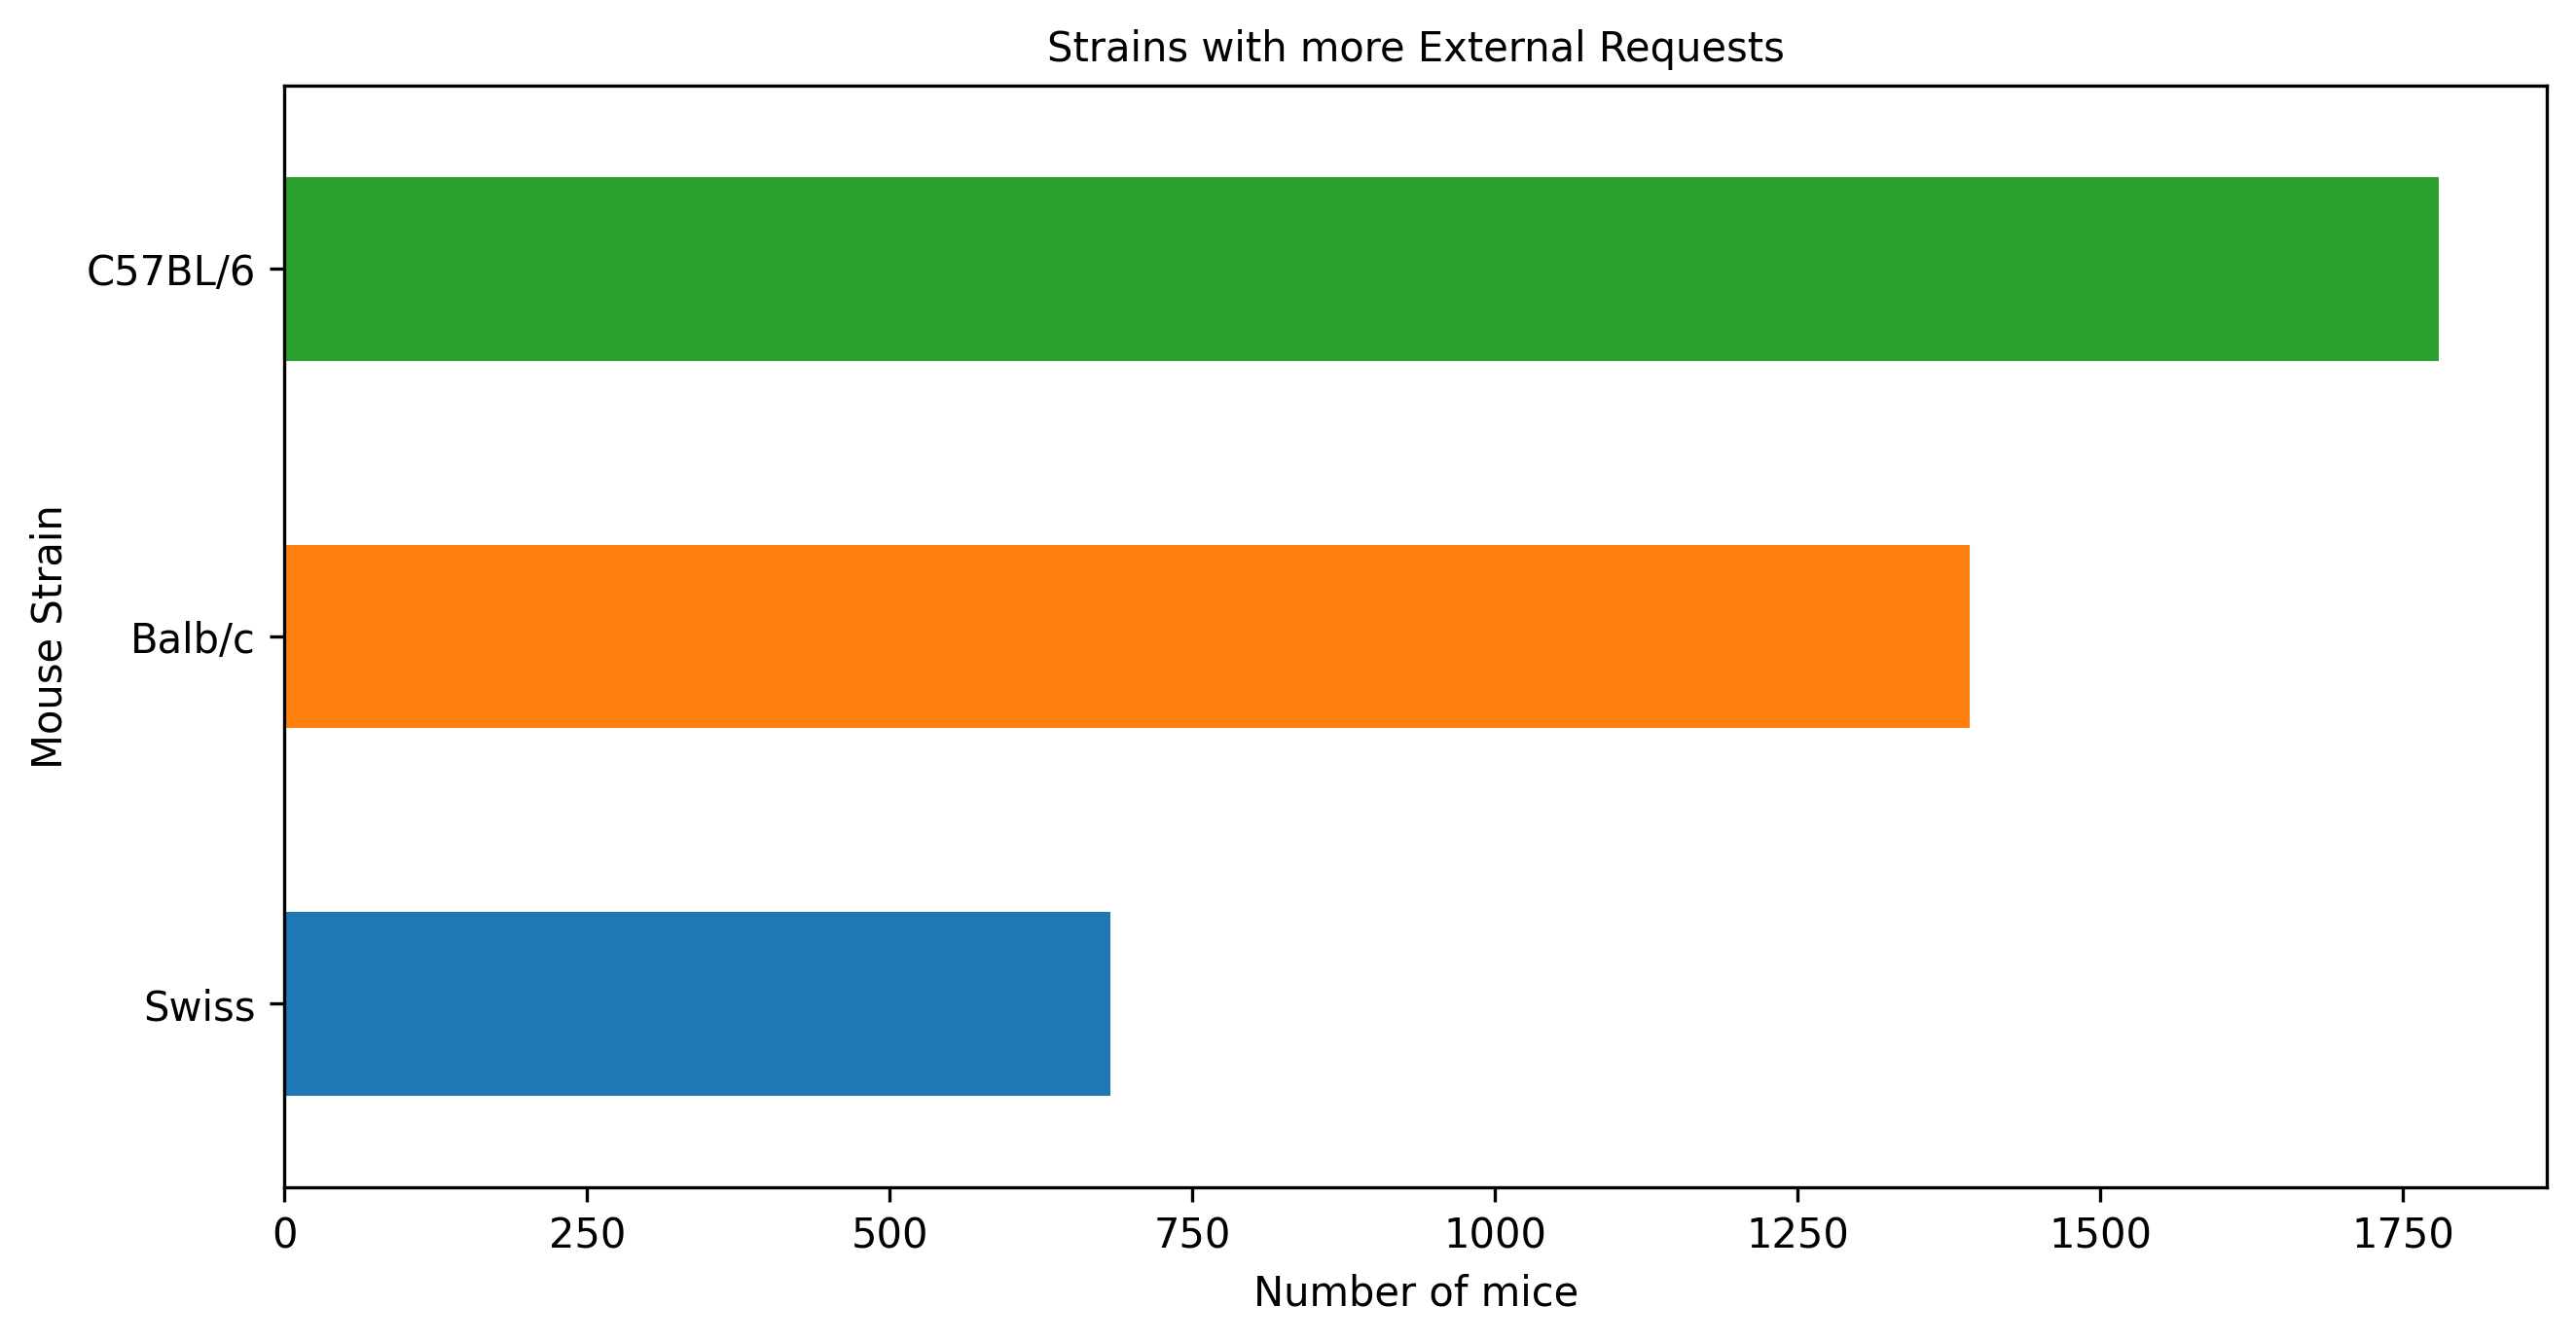 Strains with more External Requests
Mouse Strain
C57BL/6
Balb/c
Swiss
0 250 500 750 1000 1250 1500 1750
Number of mice